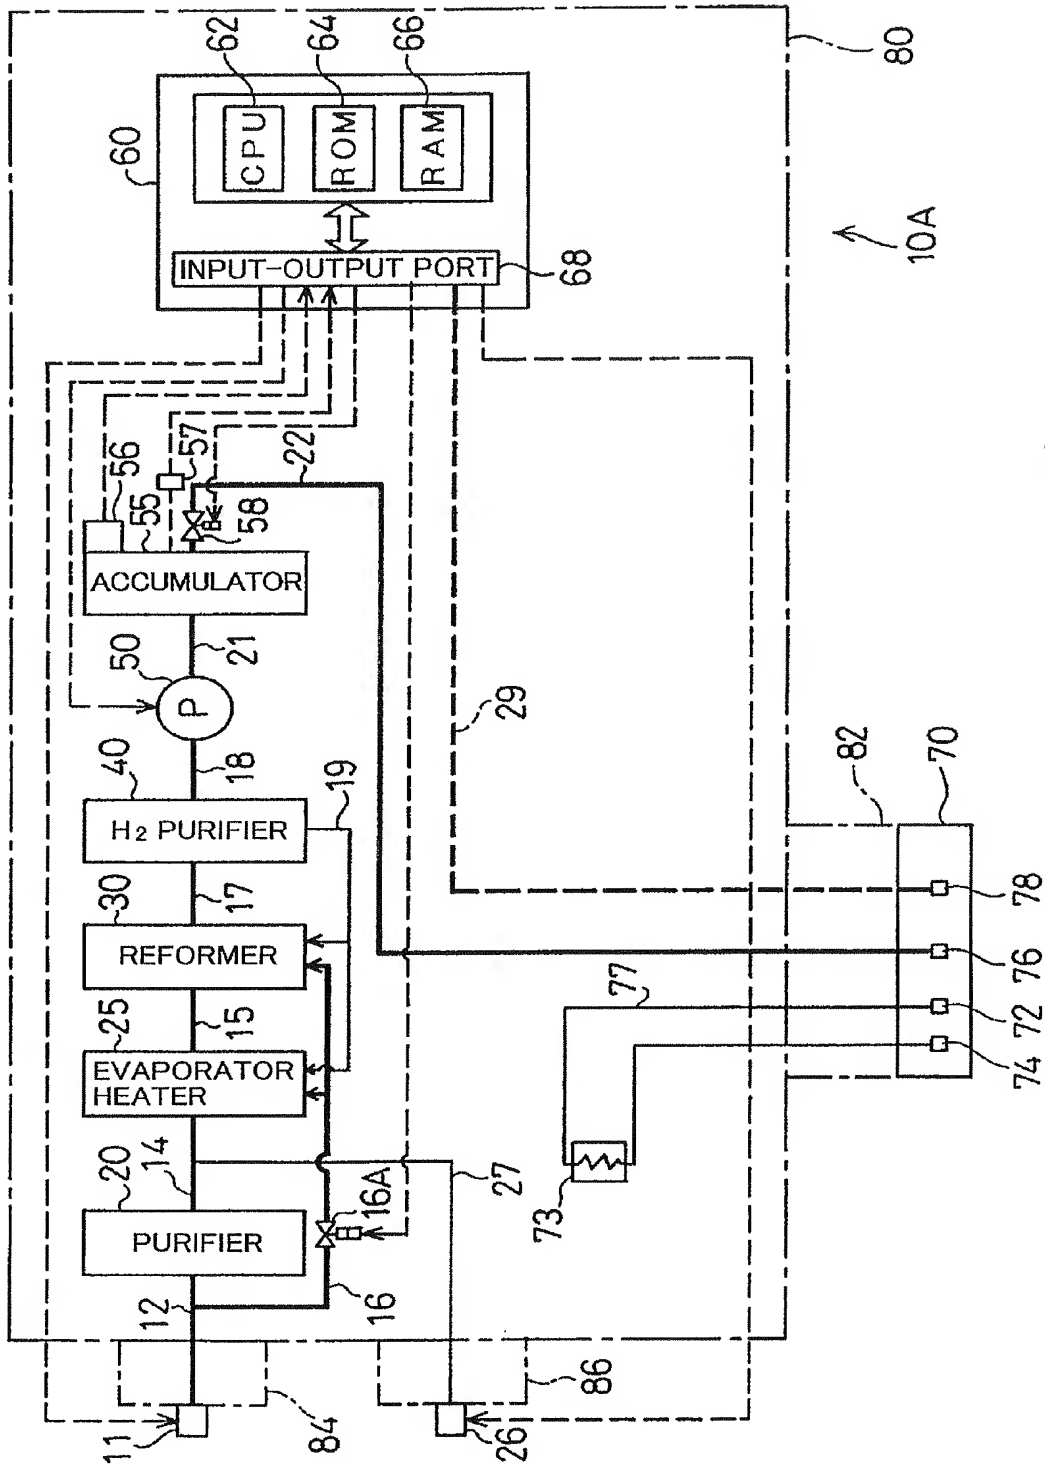 62
64
66
80
60
CPU
ROM
RAM
INPUT-OUTPUT PORT
68
10A
56
55
57
58
22
ACCUMULATOR
50
P
21
40
18
H2 PURIFIER
19
29
30
17
REFORMER
25
15
EVAPORATOR
HEATER
20
14
PURIFIER
12
16
16A
27
73
77
82
70
78
76
72
74
11
84
26
86